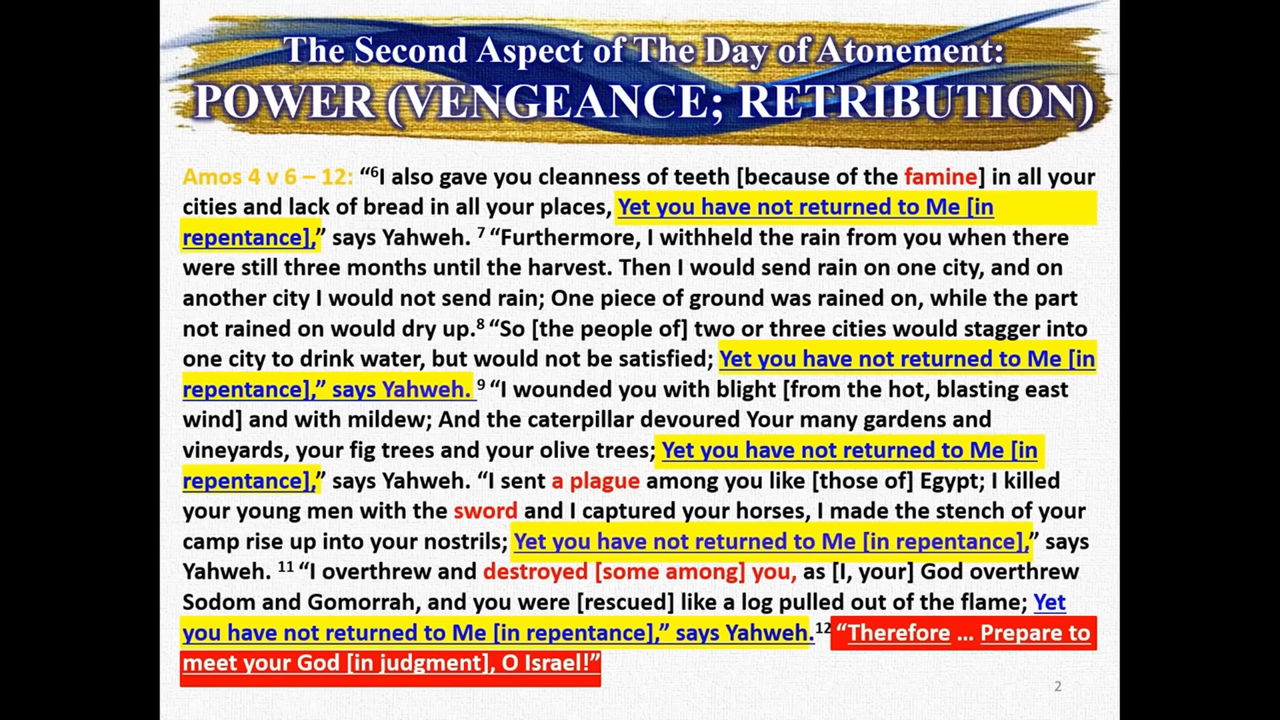 The Second Aspect of The Day of Atonement:
POWER (VENGEANCE; RETRIBUTION)
Amos 4 v 6 – 12: “⁶I also gave you cleanness of teeth [because of the famine] in all your
cities and lack of bread in all your places, Yet you have not returned to Me [in
repentance],” says Yahweh. ⁷ “Furthermore, I withheld the rain from you when there
were still three months until the harvest. Then I would send rain on one city, and on
another city I would not send rain; One piece of ground was rained on, while the part
not rained on would dry up.⁸ “So [the people of] two or three cities would stagger into
one city to drink water, but would not be satisfied; Yet you have not returned to Me [in
repentance],” says Yahweh. ⁹ “I wounded you with blight [from the hot, blasting east
wind] and with mildew; And the caterpillar devoured Your many gardens and
vineyards, your fig trees and your olive trees; Yet you have not returned to Me [in
repentance],” says Yahweh. “I sent a plague among you like [those of] Egypt; I killed
your young men with the sword and I captured your horses, I made the stench of your
camp rise up into your nostrils; Yet you have not returned to Me [in repentance],” says
Yahweh. ¹¹ “I overthrew and destroyed [some among] you, as [I, your] God overthrew
Sodom and Gomorrah, and you were [rescued] like a log pulled out of the flame; Yet
you have not returned to Me [in repentance],” says Yahweh.¹² “Therefore … Prepare to
meet your God [in judgment], O Israel!”
2